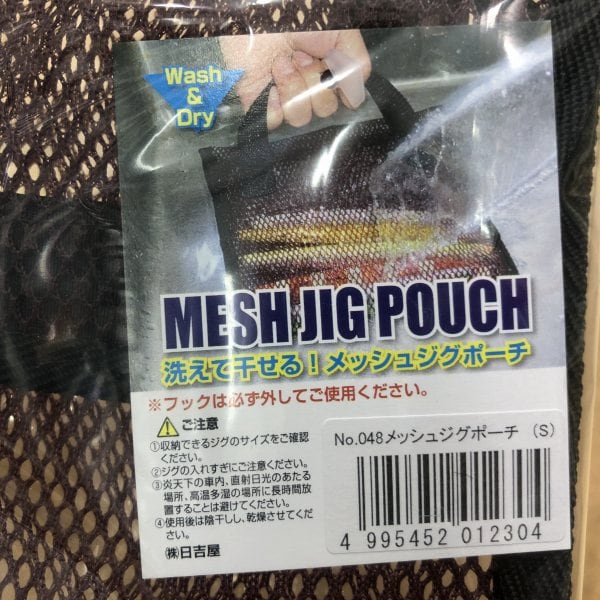 Wash
&
Dry
MESH JIG POUCH
洗えて干せる！メッシュジグポーチ
※フックは必ず外してご使用ください。
ご注意
①収納できるジグのサイズをご確認
ください。
②ジグの入れすぎにご注意ください。
③炎天下の車内、直射日光のあたる
場所、高温多湿の場所に長時間放
置することは避けてください。
④使用後は陰干しし、乾燥させてくだ
さい。
㈱日吉屋
No.048メッシュジグポーチ （S）
4 995452 012304